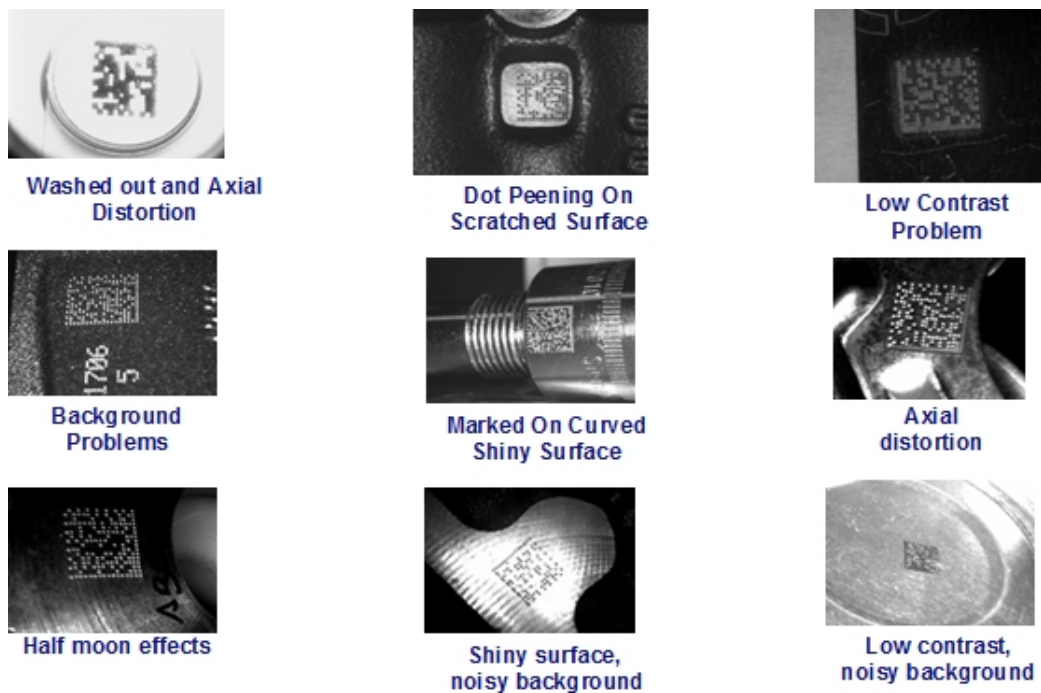 Washed out and Axial
Distortion
Dot Peening On
Scratched Surface
Low Contrast
Problem
1706
5
Background
Problems
Marked On Curved
Shiny Surface
Axial
distortion
Half moon effects
Shiny surface,
noisy background
Low contrast,
noisy background